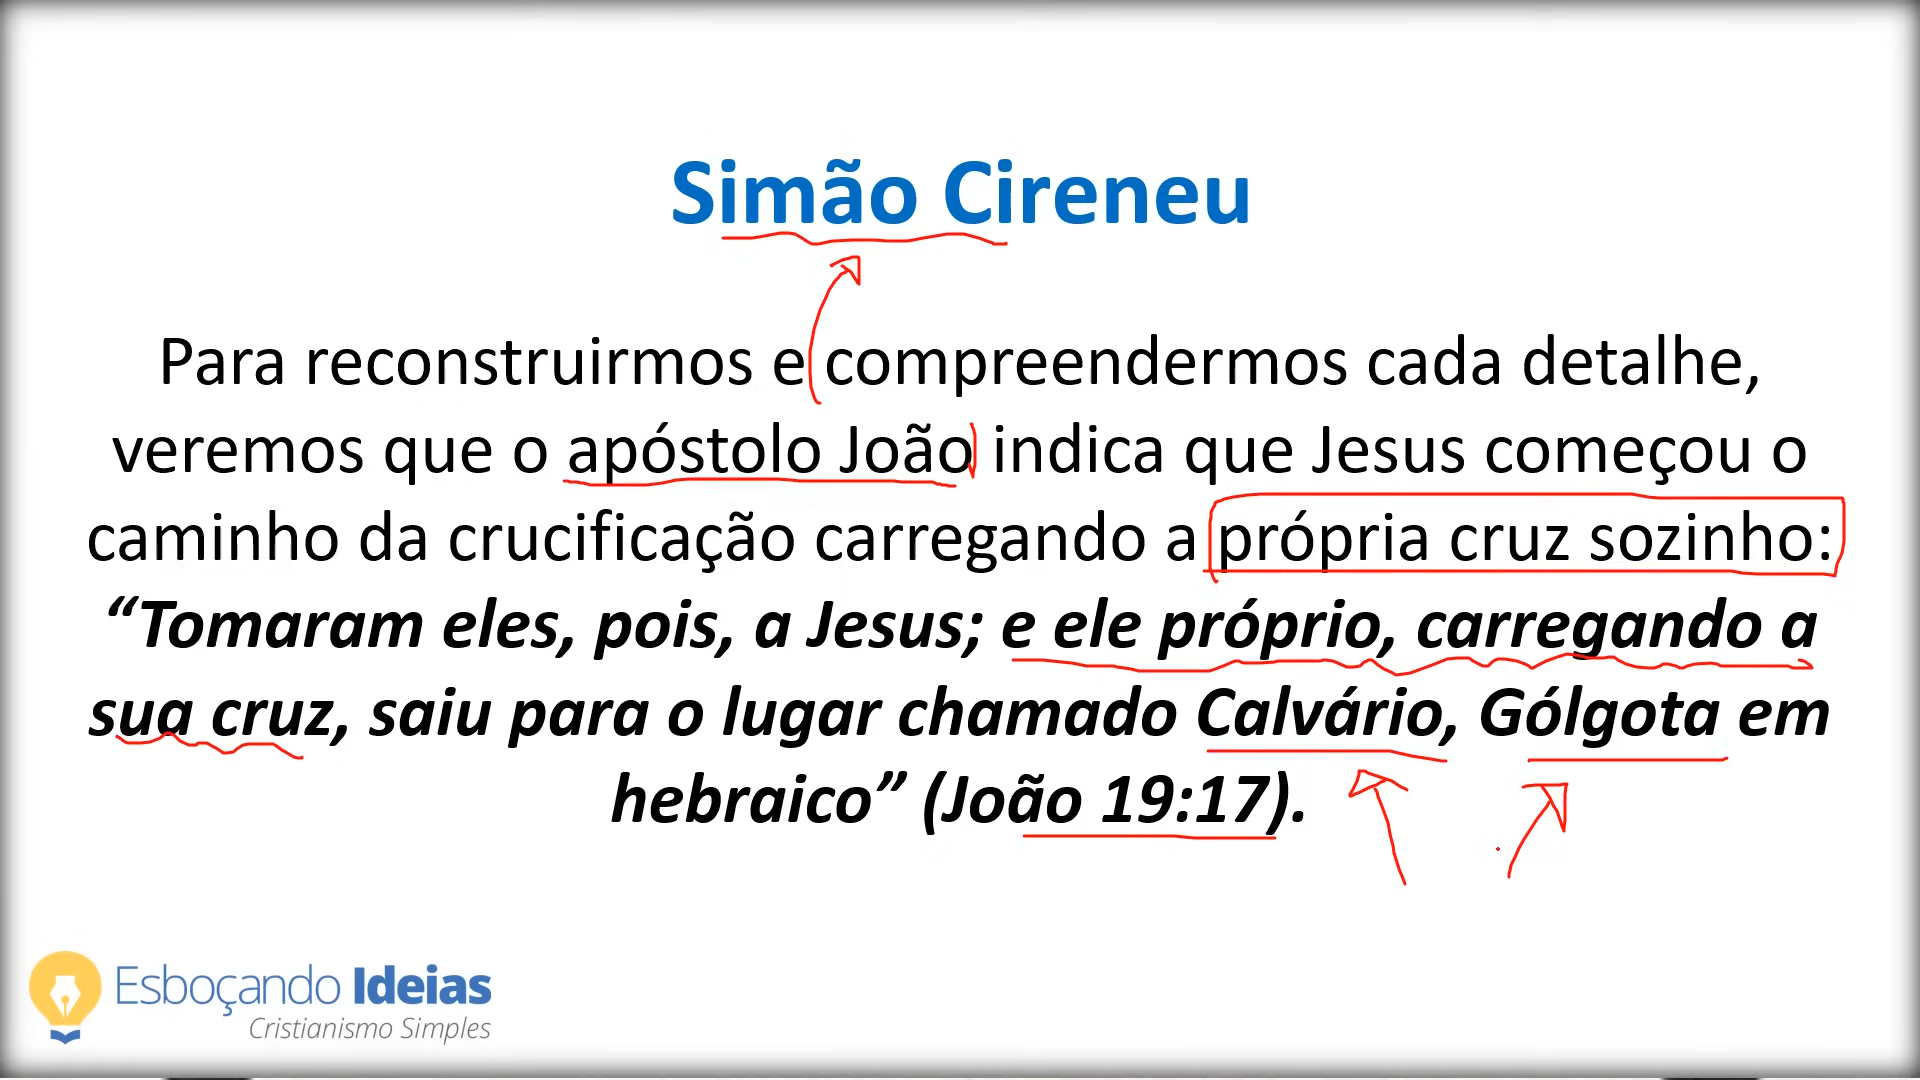 Simão Cireneu
Para reconstruirmos e compreendermos cada detalhe,
veremos que o apóstolo João indica que Jesus começou o
caminho da crucificação carregando a própria cruz sozinho:
“Tomaram eles, pois, a Jesus; e ele próprio, carregando a
sua cruz, saiu para o lugar chamado Calvário, Gólgota em
hebraico” (João 19:17).
Esboçando Ideias
Cristianismo Simples